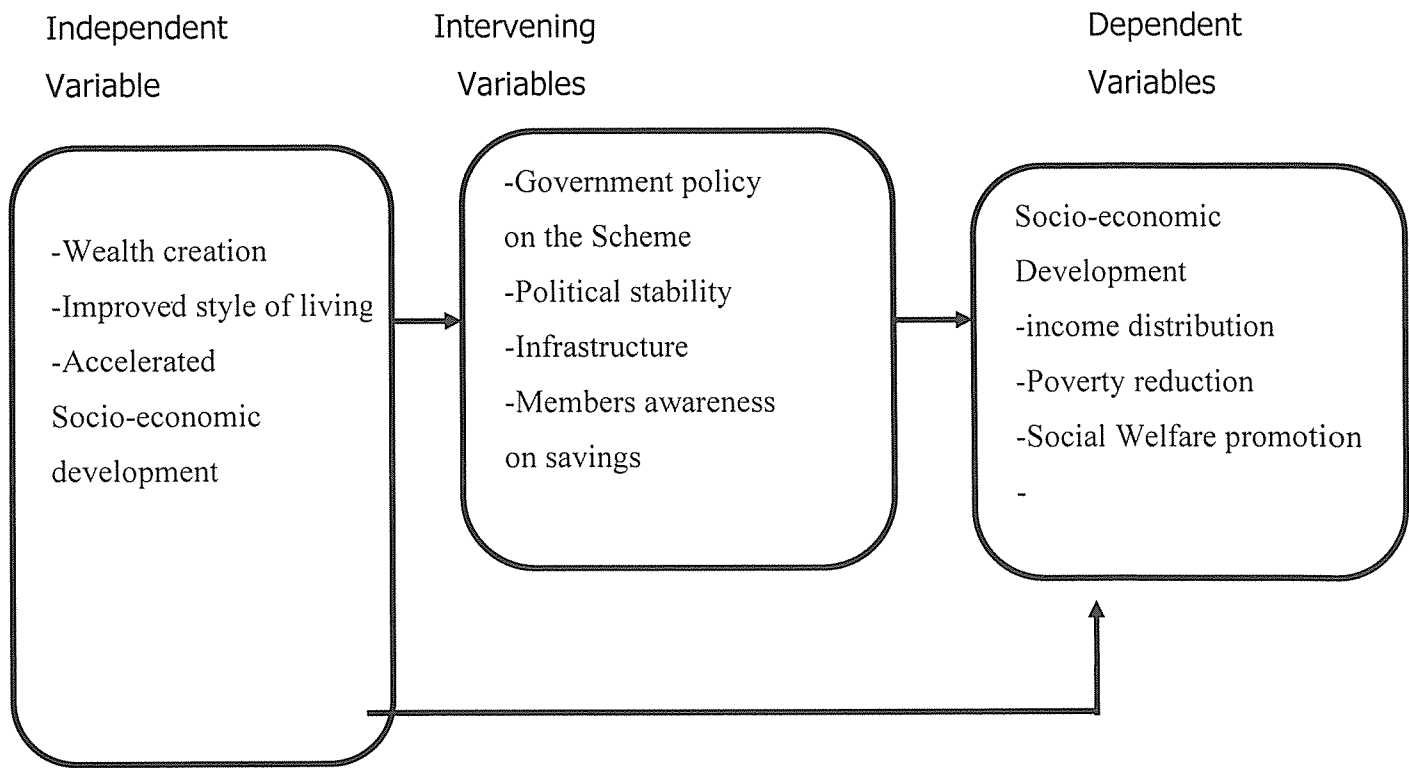 Independent
Variable
Intervening
Variables
Dependent
Variables
-Wealth creation
-Improved style of living
-Accelerated
Socio-economic
development
-Government policy
on the Scheme
-Political stability
-Infrastructure
-Members awareness
on savings
Socio-economic
Development
-income distribution
-Poverty reduction
-Social Welfare promotion
-